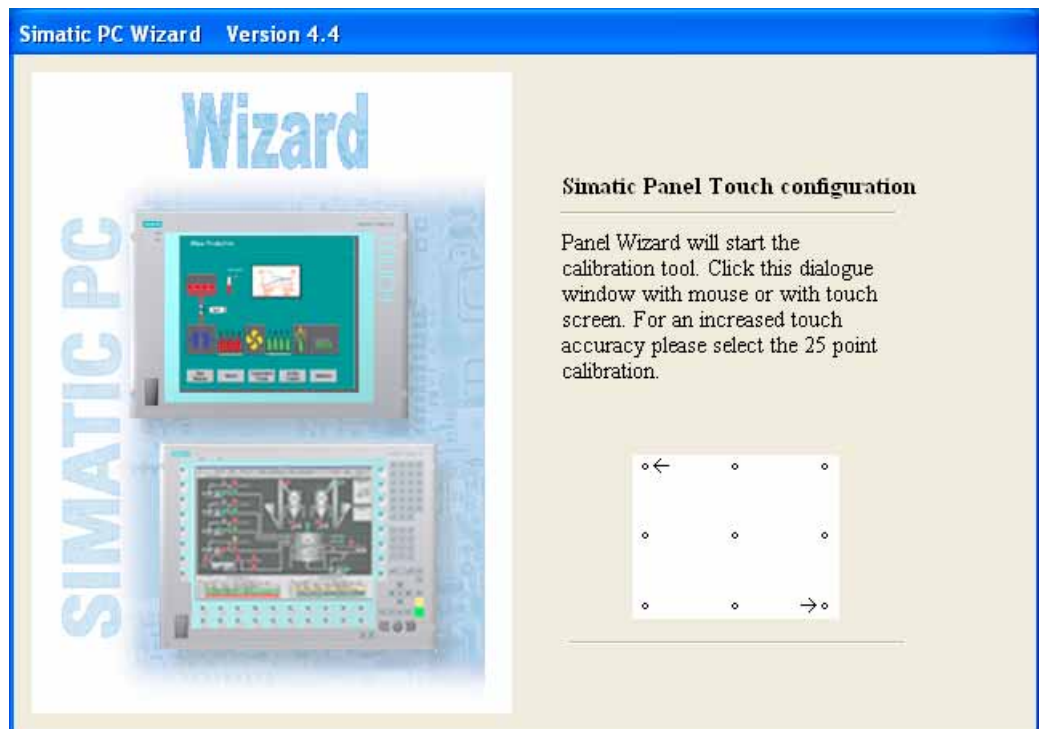 Simatic PC Wizard Version 4.4
Wizard
SIMATIC PC
Simatic Panel Touch configuration
Panel Wizard will start the
calibration tool. Click this dialogue
window with mouse or with touch
screen. For an increased touch
accuracy please select the 25 point
calibration.